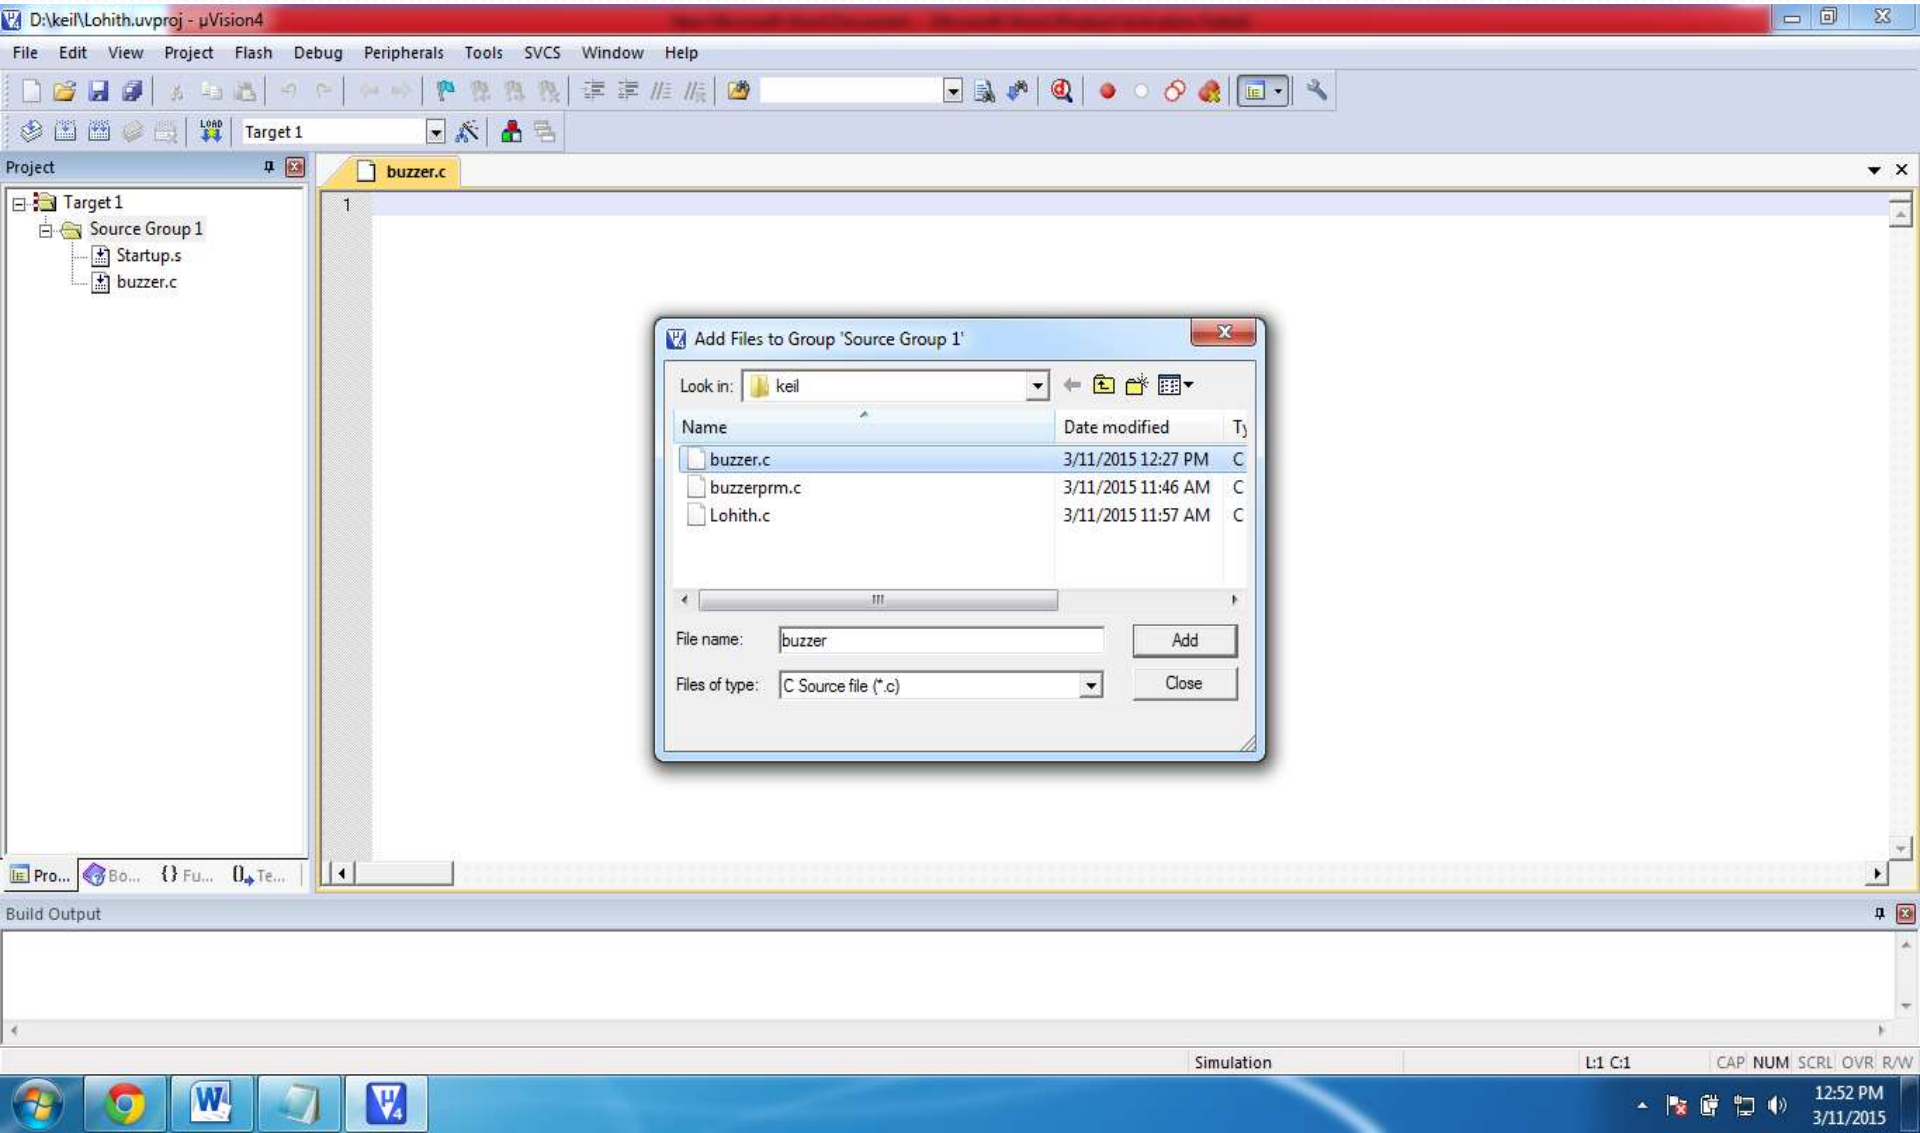 D:\keil\Lohith.uvproj - µVision4
File Edit View Project Flash Debug Peripherals Tools SVCS Window Help
LOAD Target 1
Project
buzzer.c
Target 1
1
Source Group 1
Startup.s
buzzer.c
Add Files to Group 'Source Group 1'
Look in: keil
Name Date modified Ty
buzzer.c 3/11/2015 12:27 PM C
buzzerprm.c 3/11/2015 11:46 AM C
Lohith.c 3/11/2015 11:57 AM C
File name: buzzer Add
Files of type: C Source file (*.c) Close
Pro... Bo... {} Fu... 0 Te...
Build Output
Simulation L:1 C:1 CAP NUM SCRL OVR R/W
12:52 PM
3/11/2015